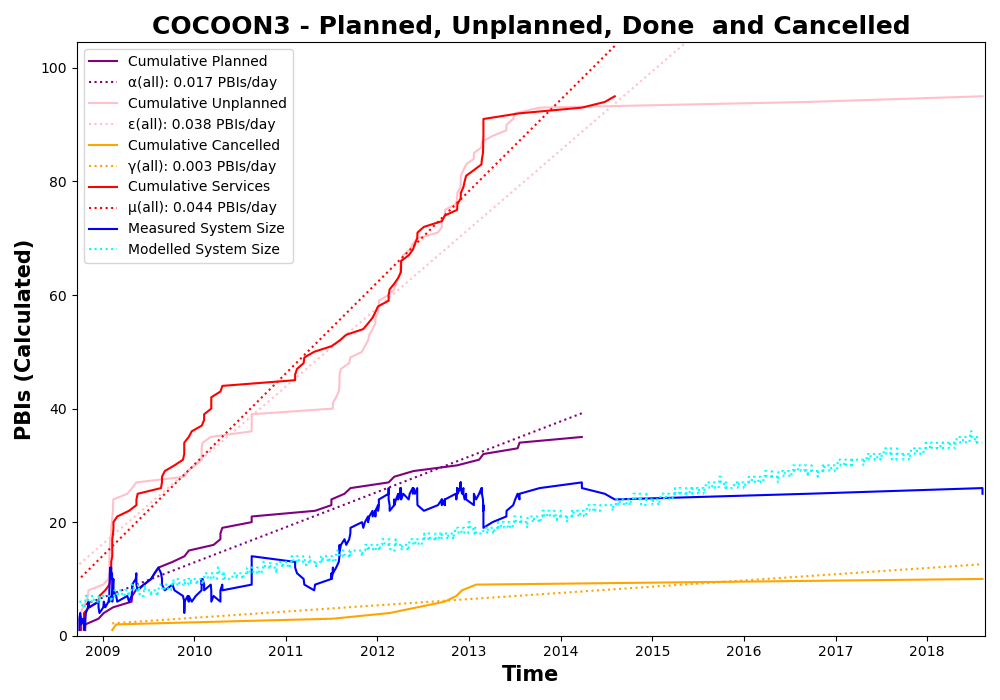 COCOON3 - Planned, Unplanned, Done  and Cancelled
PBIs (Calculated)
100
80
60
40
20
0
Cumulative Planned
α(all): 0.017 PBIs/day
Cumulative Unplanned
ε(all): 0.038 PBIs/day
Cumulative Cancelled
γ(all): 0.003 PBIs/day
Cumulative Services
μ(all): 0.044 PBIs/day
Measured System Size
Modelled System Size
2009 2010 2011 2012 2013 2014 2015 2016 2017 2018
Time